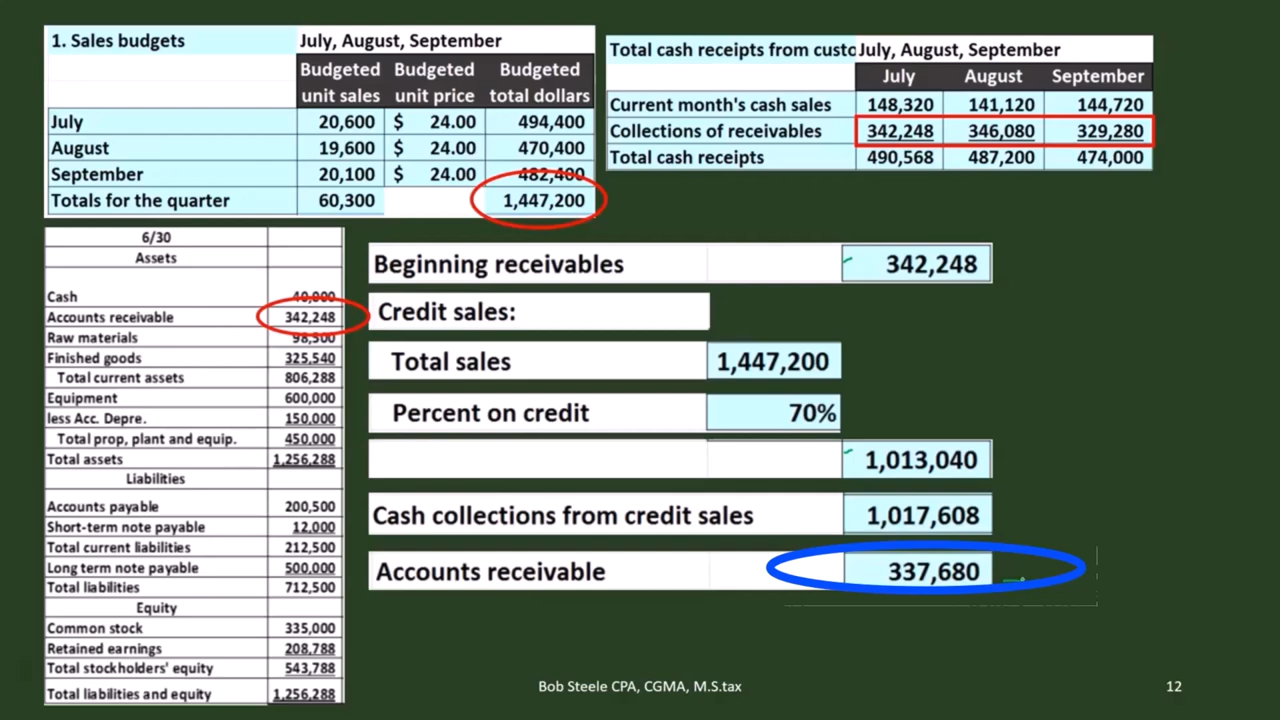 1. Sales budgets July, August, September
Budgeted Budgeted Budgeted
unit sales unit price total dollars
July 20,600 $ 24.00 494,400
August 19,600 $ 24.00 470,400
September 20,100 $ 24.00 482,400
Totals for the quarter 60,300 1,447,200
Total cash receipts from custo July, August, September
July August September
Current month's cash sales 148,320 141,120 144,720
Collections of receivables 342,248 346,080 329,280
Total cash receipts 490,568 487,200 474,000
6/30
Assets
Cash 40,000
Accounts receivable 342,248
Raw materials 98,500
Finished goods 325,540
Total current assets 806,288
Equipment 600,000
less Acc. Depre. 150,000
Total prop, plant and equip. 450,000
Total assets 1,256,288
Liabilities
Accounts payable 200,500
Short-term note payable 12,000
Total current liabilities 212,500
Long term note payable 500,000
Total liabilities 712,500
Equity
Common stock 335,000
Retained earnings 208,788
Total stockholders' equity 543,788
Total liabilities and equity 1,256,288
Beginning receivables 342,248
Credit sales:
Total sales 1,447,200
Percent on credit 70%
1,013,040
Cash collections from credit sales 1,017,608
Accounts receivable 337,680
Bob Steele CPA, CGMA, M.S.tax
12